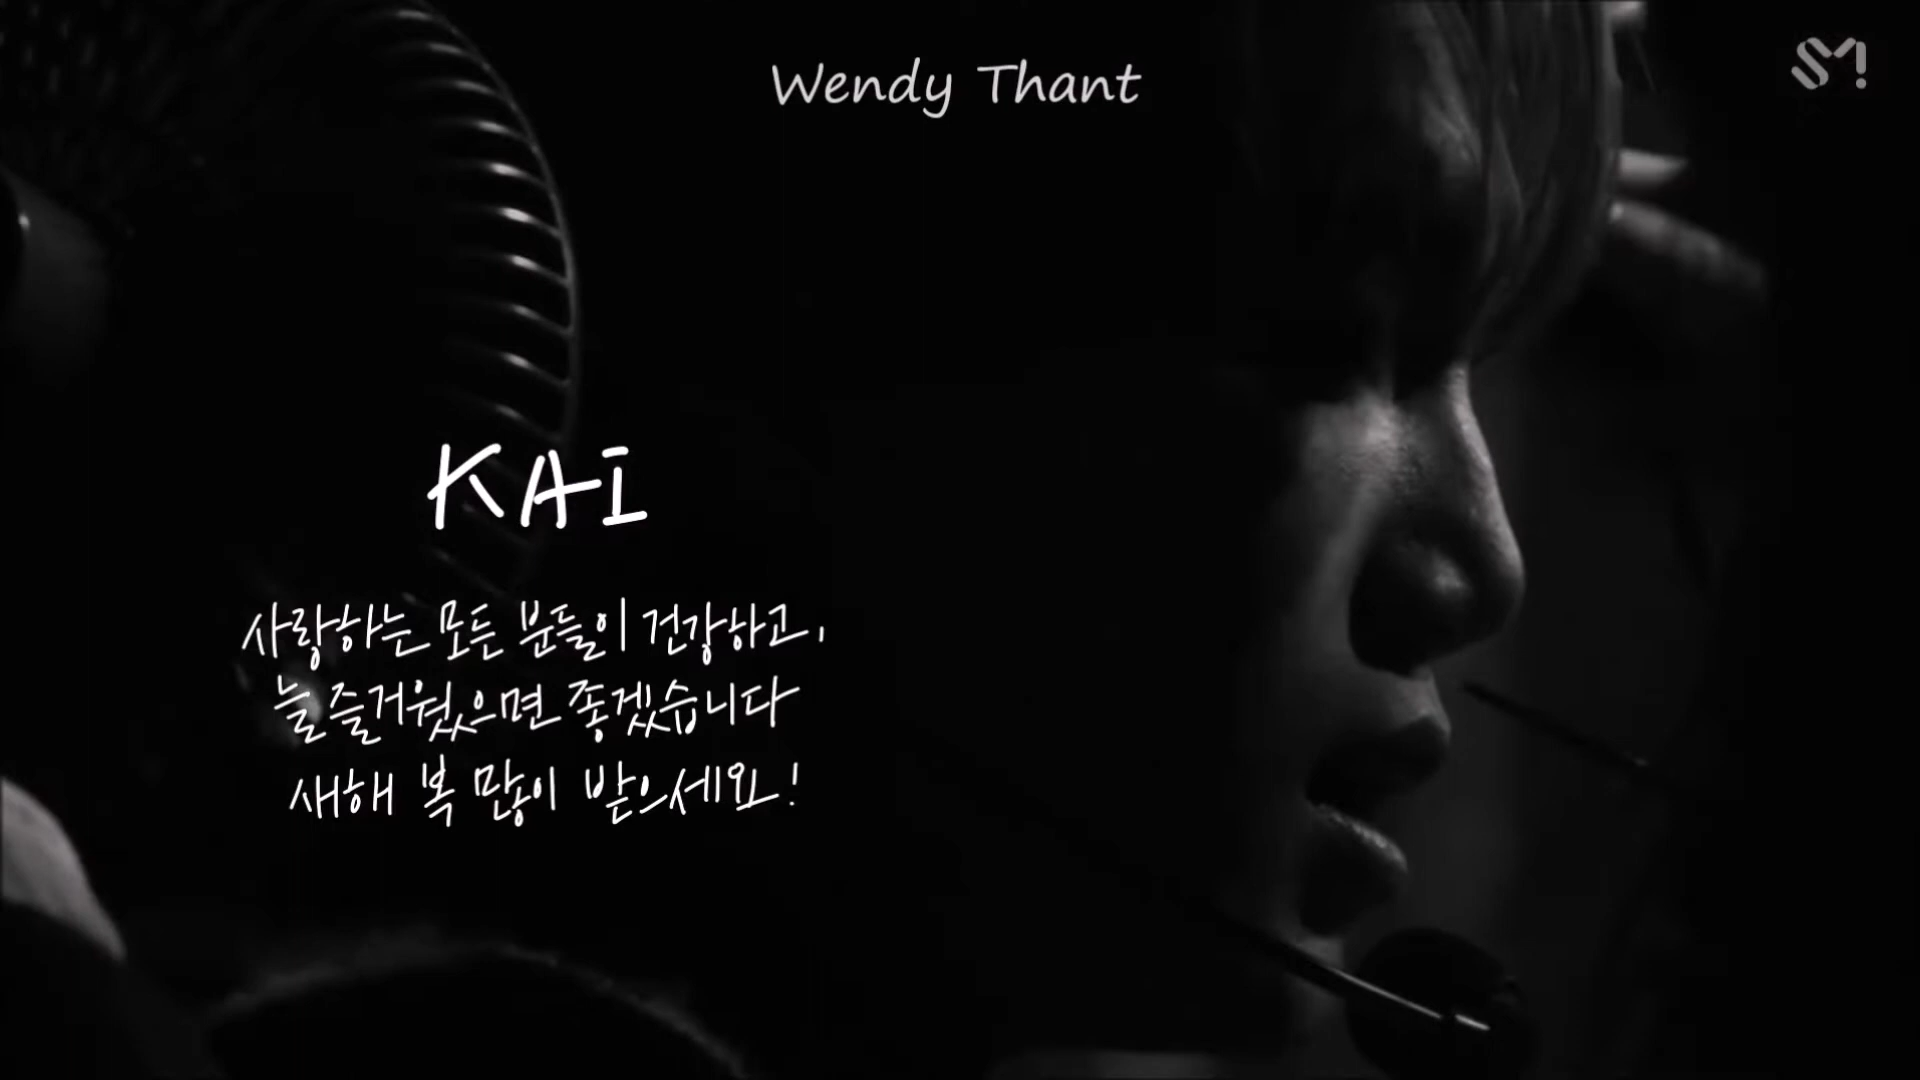 Wendy Thant
SM!
KAI
사랑하는 모든 분들이 건강하고,
늘 즐거웠으면 좋겠습니다
새해 복 많이 받으세요!